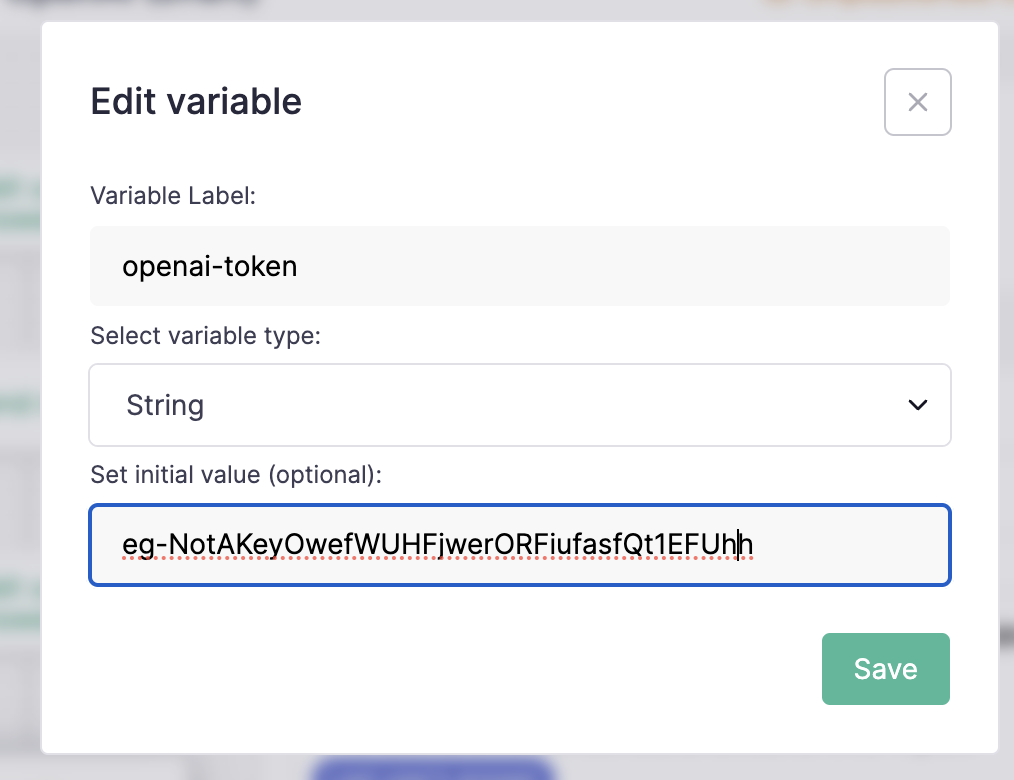 Edit variable
Variable Label:
openai-token
Select variable type:
String
Set initial value (optional):
eg-NotAKeyOwefWUHFjwerORFiufasfQt1EFUhh
Save